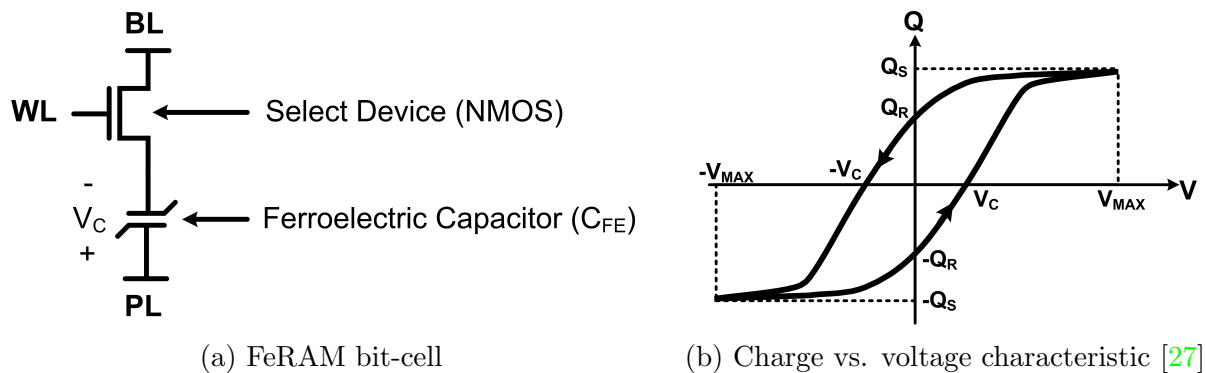 BL
WL
Select Device (NMOS)
-
V_C
+
Ferroelectric Capacitor (C_FE)
PL
(a) FeRAM bit-cell
Q
Q_S
Q_R
-V_MAX
-V_C
V_C
V_MAX
V
-Q_R
-Q_S
(b) Charge vs. voltage characteristic [27]